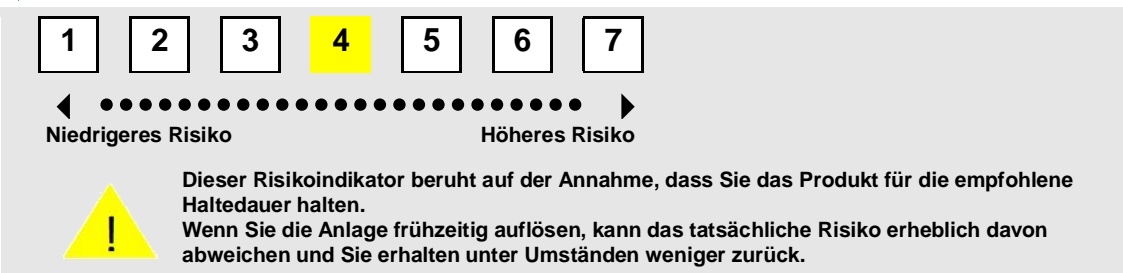 1 2 3 4 5 6 7
Niedrigeres Risiko Höheres Risiko
Dieser Risikoindikator beruht auf der Annahme, dass Sie das Produkt für die empfohlene
Haltedauer halten.
!
Wenn Sie die Anlage frühzeitig auflösen, kann das tatsächliche Risiko erheblich davon
abweichen und Sie erhalten unter Umständen weniger zurück.